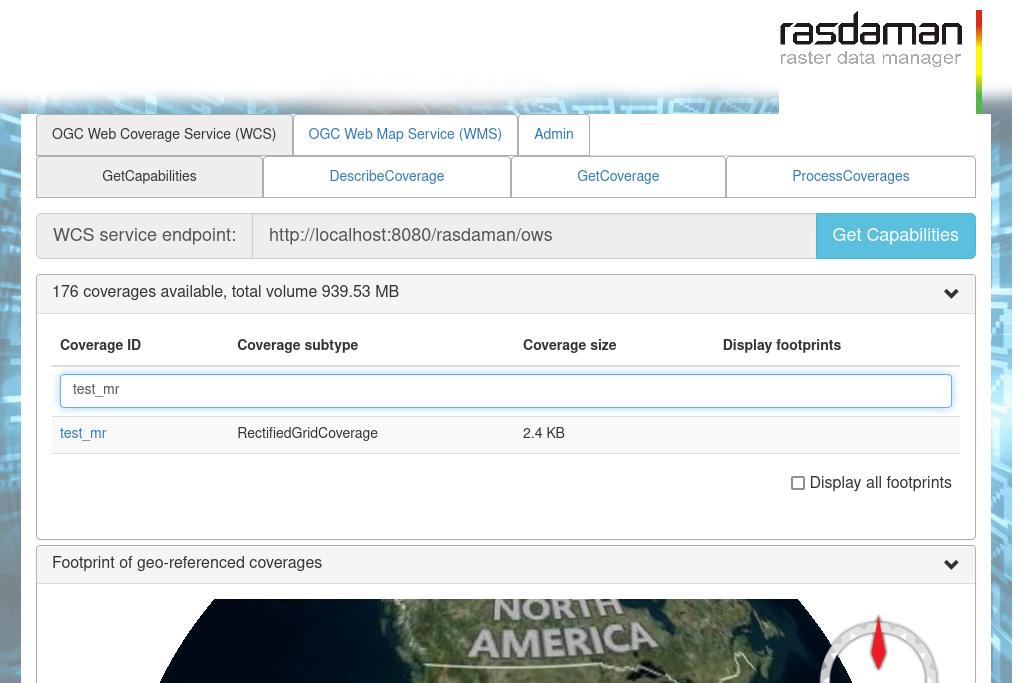 rasdaman
raster data manager
OGC Web Coverage Service (WCS) OGC Web Map Service (WMS) Admin
GetCapabilities DescribeCoverage GetCoverage ProcessCoverages
WCS service endpoint: http://localhost:8080/rasdaman/ows Get Capabilities
176 coverages available, total volume 939.53 MB
Coverage ID Coverage subtype Coverage size Display footprints
test_mr
test_mr RectifiedGridCoverage 2.4 KB
Display all footprints
Footprint of geo-referenced coverages
NORTH
AMERICA